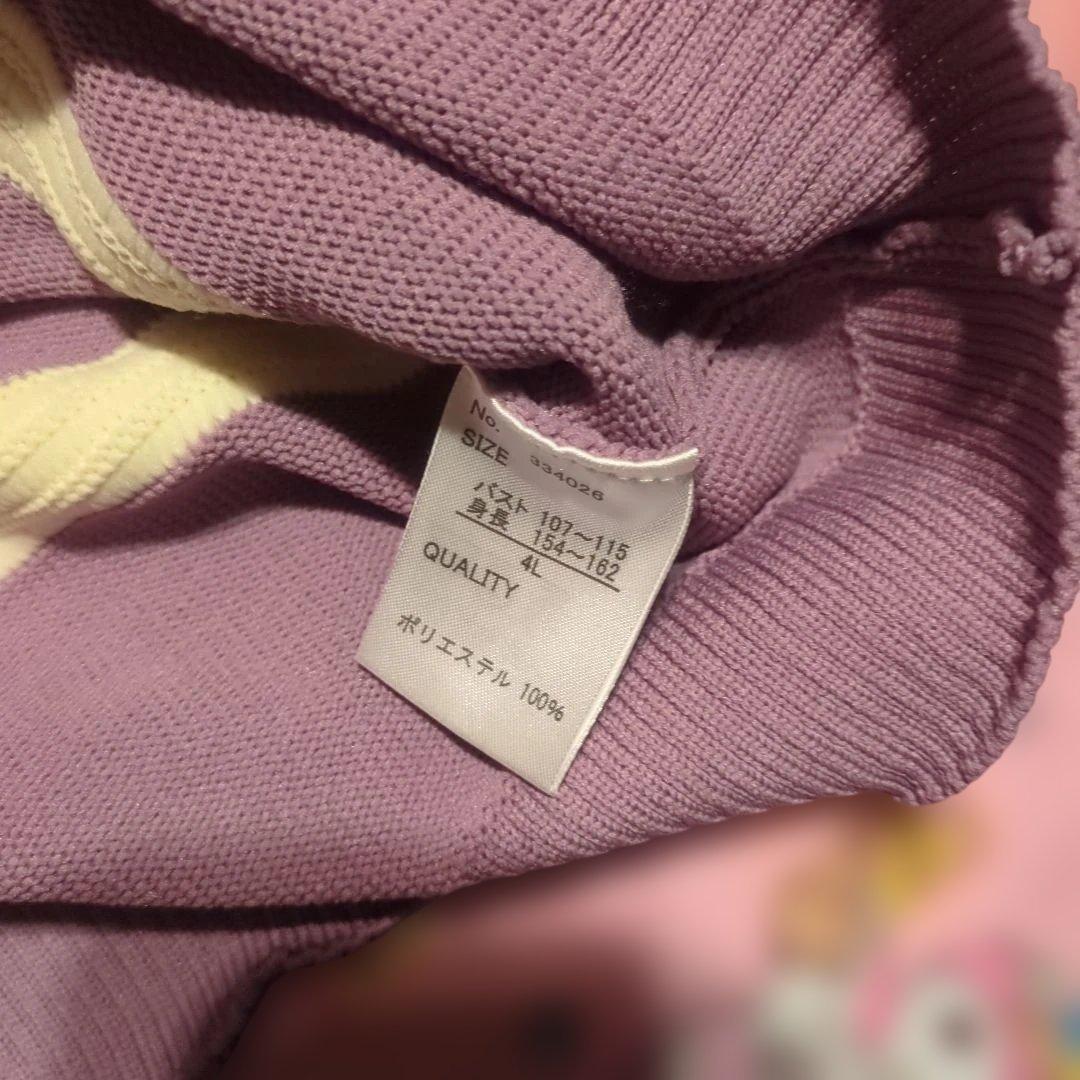 No. 334026
SIZE
バスト 107～115
身長 154～162
4L
QUALITY
ポリエステル 100%